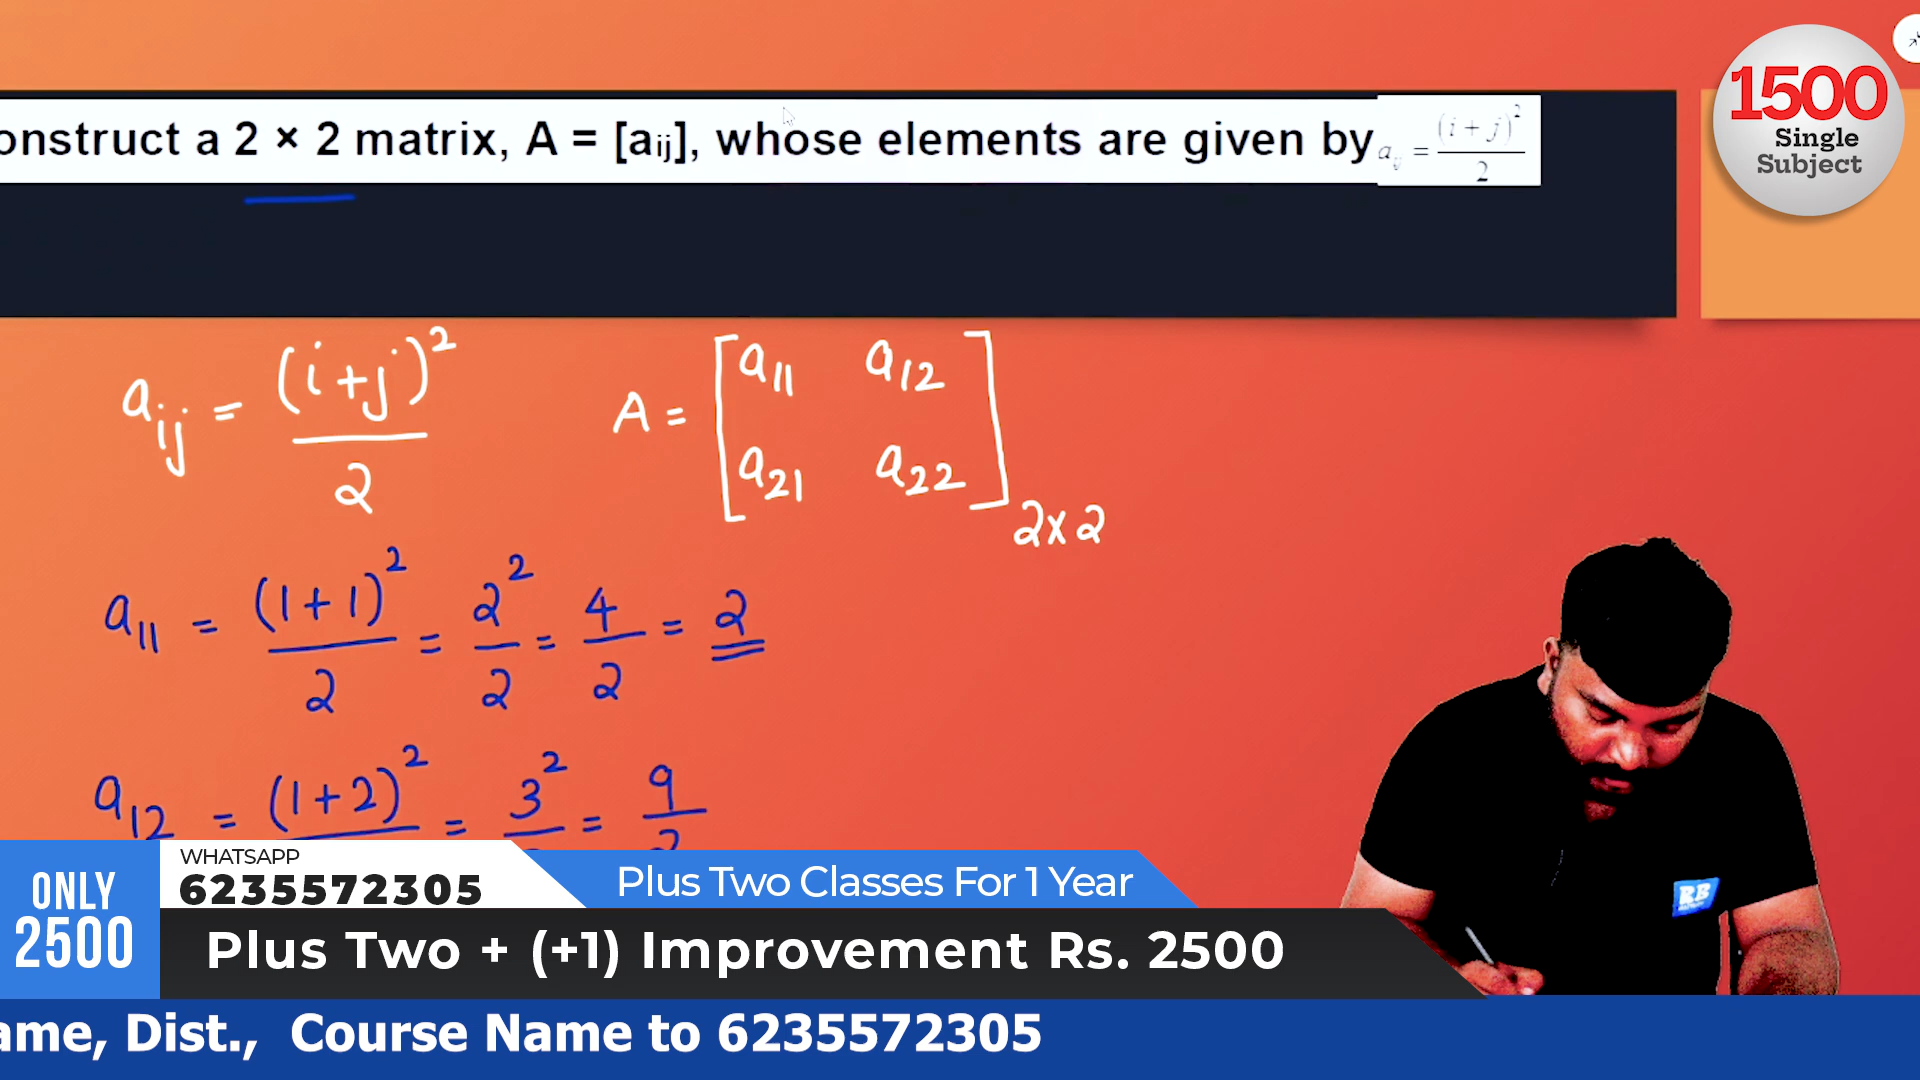 onstruct a 2 × 2 matrix, A = [aij], whose elements are given by aij = (i + j)² / 2
1500
Single
Subject
aij = (i+j)² / 2
A = [a11 a12
a21 a22] 2×2
a11 = (1+1)² / 2 = 2² / 2 = 4 / 2 = 2
a12 = (1+2)² = 3² = 9
ONLY
2500
WHATSAPP
6235572305
Plus Two Classes For 1 Year
Plus Two + (+1) Improvement Rs. 2500
RB
ame, Dist., Course Name to 6235572305